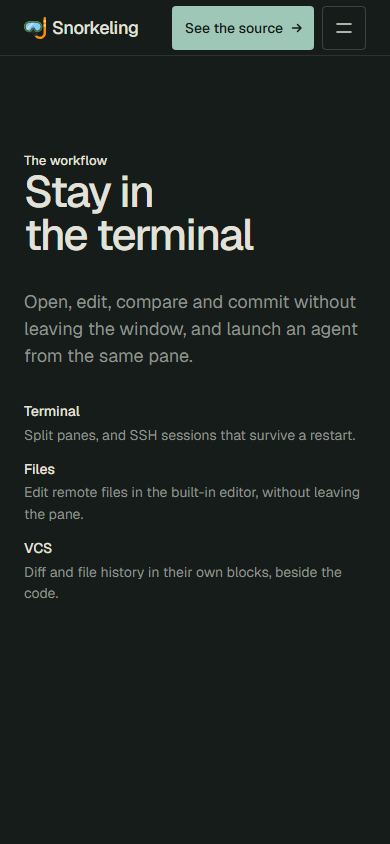 Snorkeling
See the source →
The workflow
Stay in
the terminal
Open, edit, compare and commit without
leaving the window, and launch an agent
from the same pane.
Terminal
Split panes, and SSH sessions that survive a restart.
Files
Edit remote files in the built-in editor, without leaving
the pane.
VCS
Diff and file history in their own blocks, beside the
code.